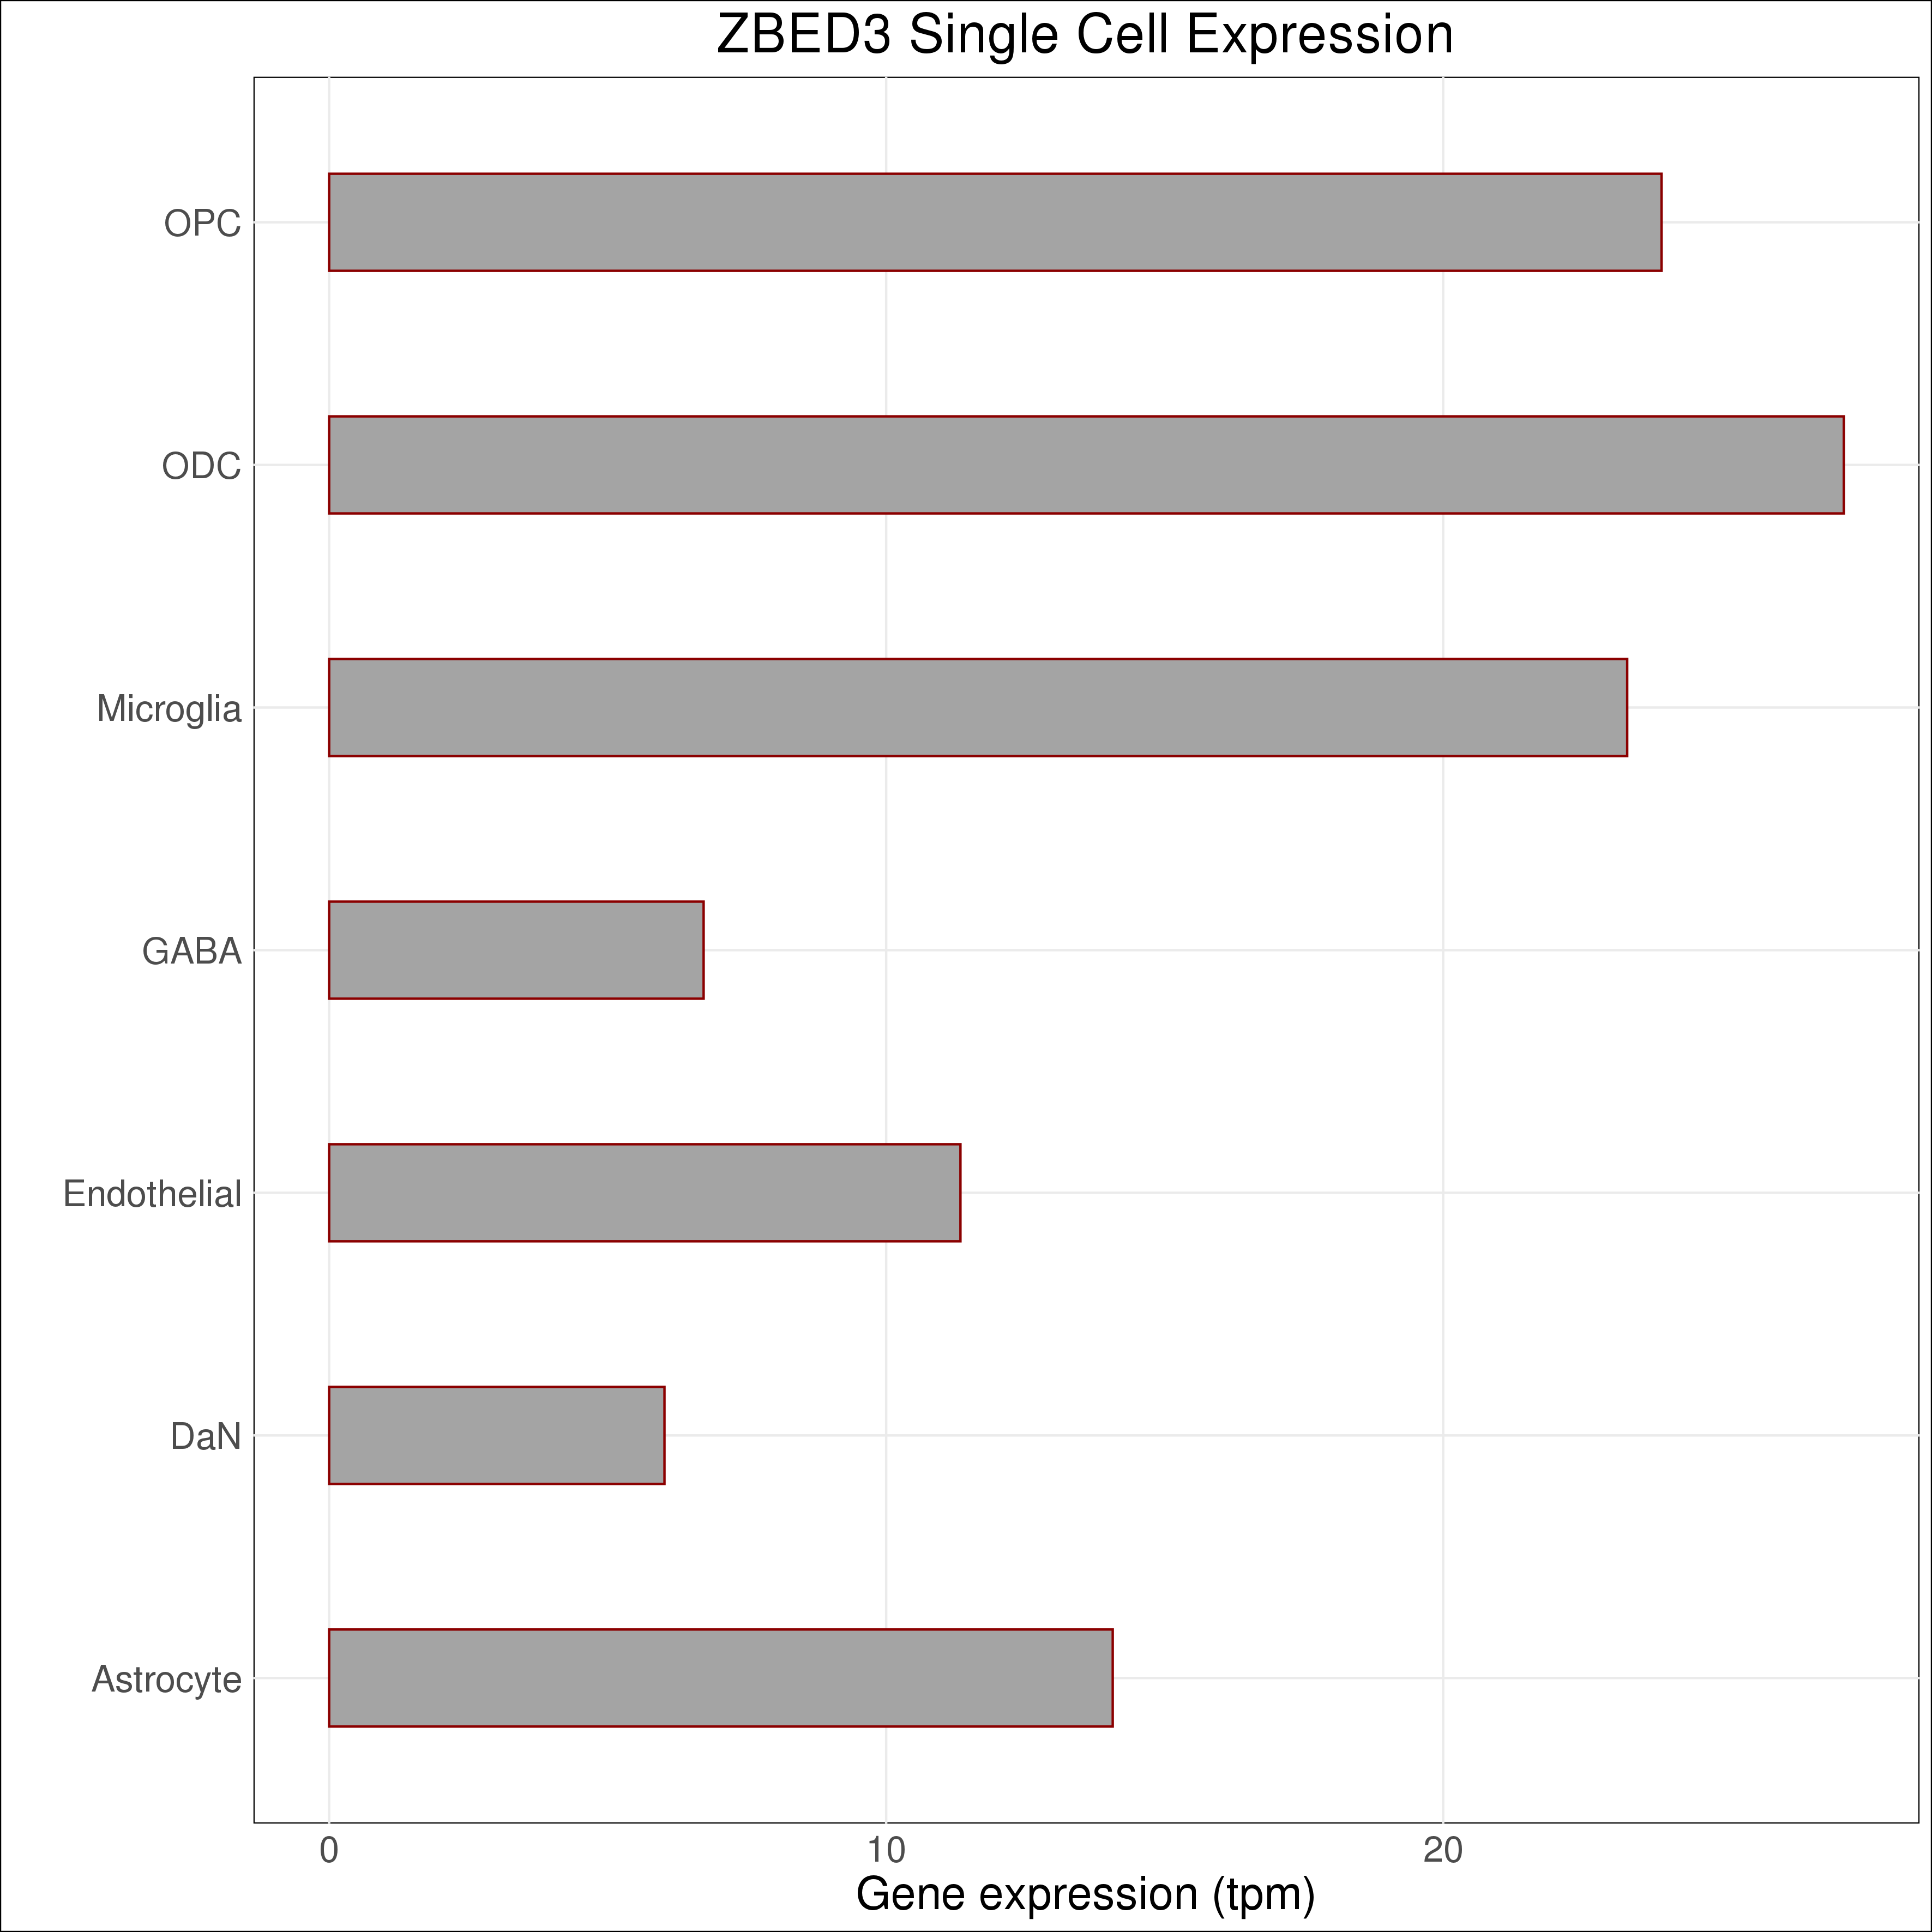 ZBED3 Single Cell Expression
OPC
ODC
Microglia
GABA
Endothelial
DaN
Astrocyte
0 10 20
Gene expression (tpm)